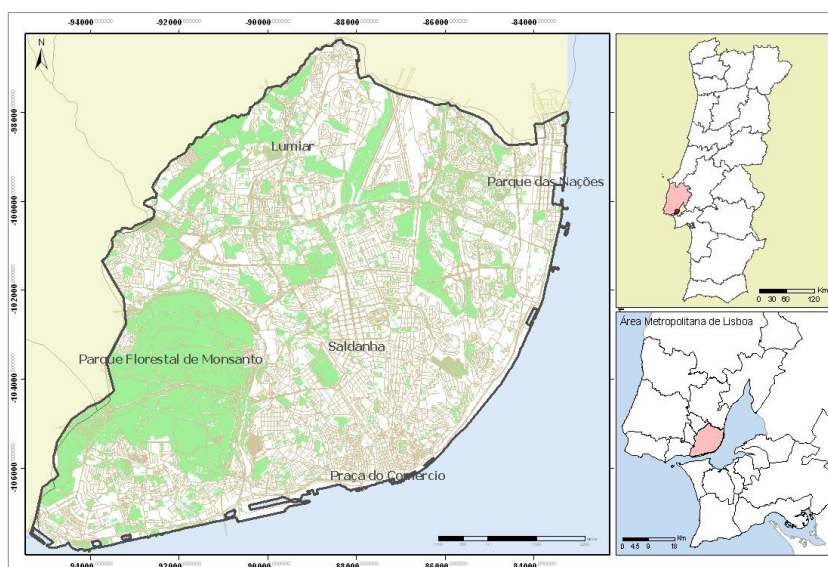 -94000 -92000 -90000 -88000 -86000 -84000
N
-98000
-100000
-102000
-104000
-106000
Lumiar
Parque das Nações
Saldanha
Parque Florestal de Monsanto
Praça do Comércio
-94000 -92000 -90000 -88000 -86000 -84000
Km
0 30 60 120
Área Metropolitana de Lisboa
Km
0 4.5 9 18